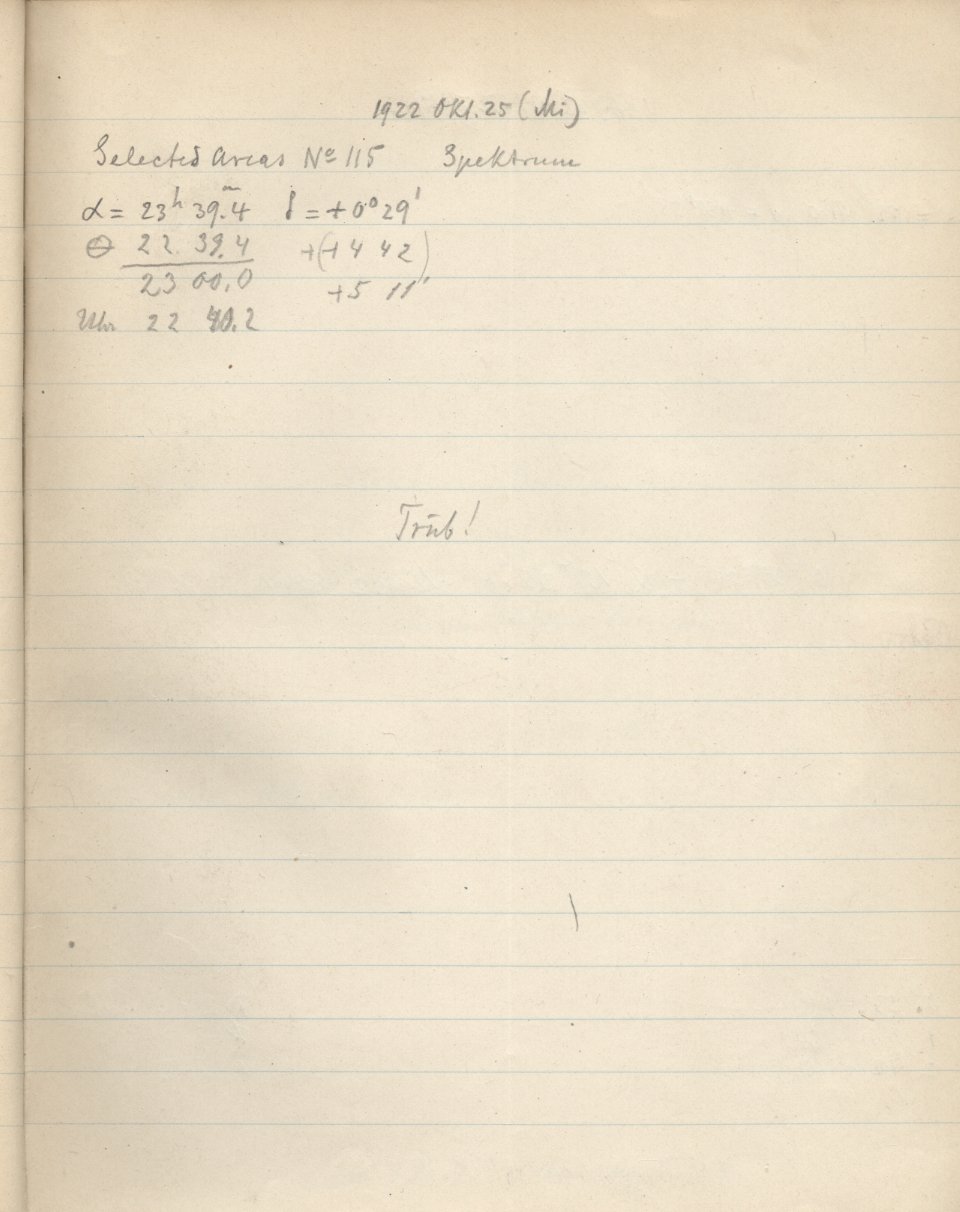 1922 Okt. 25 (Mi)
Selected Areas Nº 115 Spektrum
α = 23ʰ 39.4ᵐ δ = +0° 29'
⊖ 22 39.4 +(+4 42)
23 00.0 +5 11'
Uhr 22 40.2
Trüb!